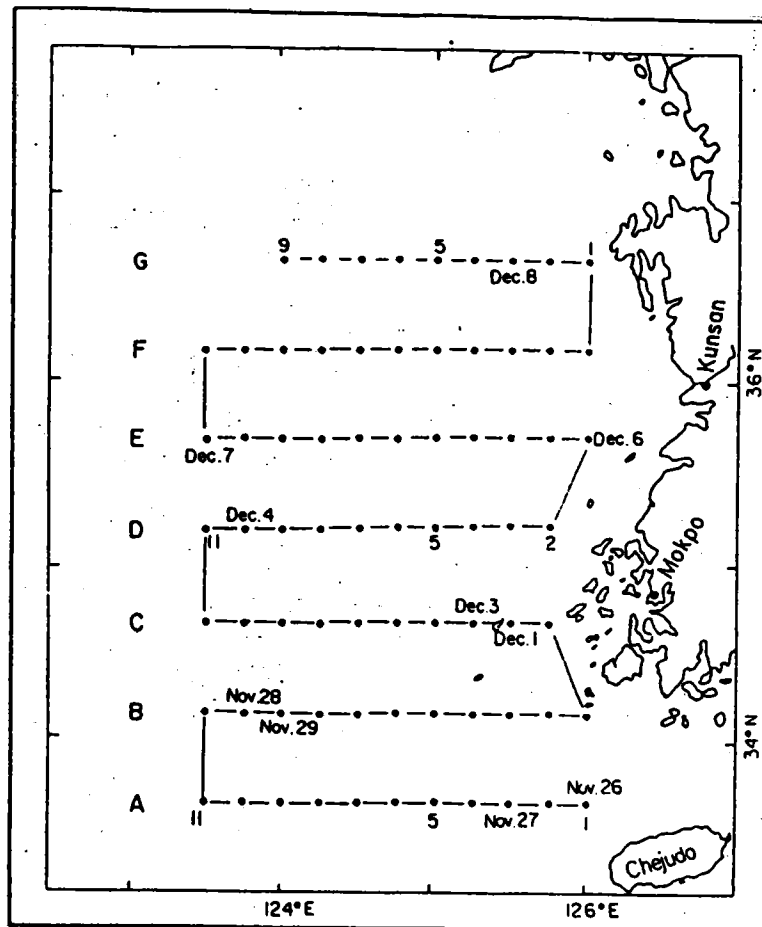 9 5 1
G
Dec.8
F
Kunsan
36°N
E
Dec.6
Dec.7
D
Dec.4
11 5 2
Mokpo
C
Dec.3
Dec.1
B
Nov.28
Nov.29
34°N
A
Nov.26
11 5 Nov.27 1
Chejudo
124°E 126°E